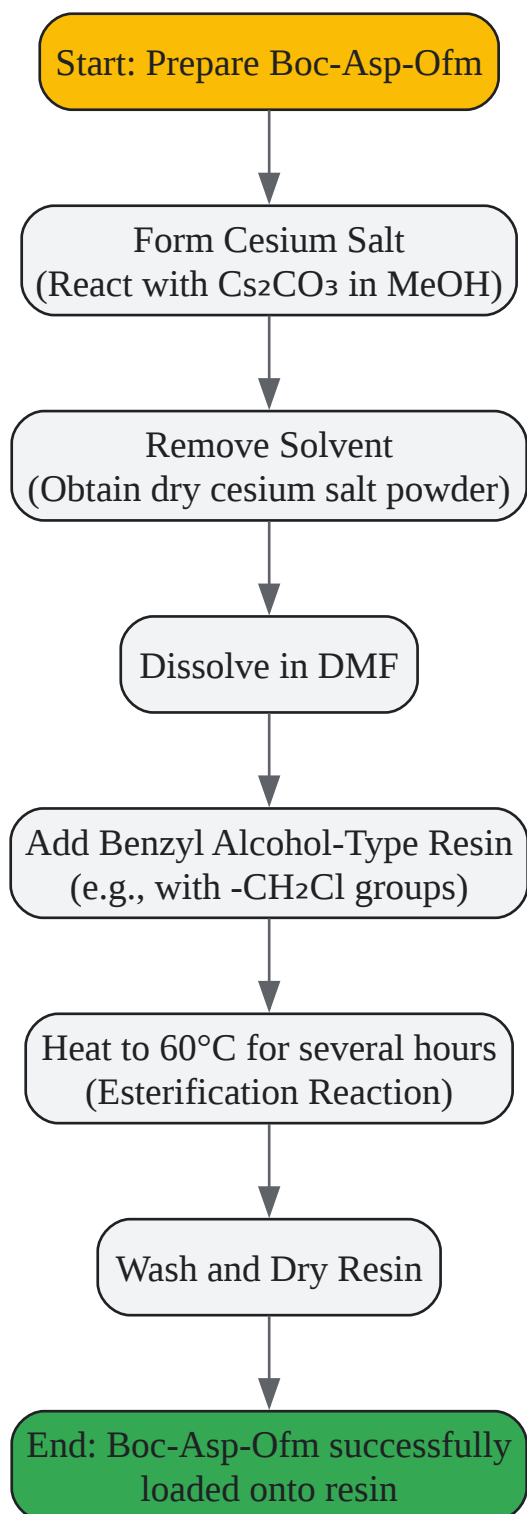 Start: Prepare Boc-Asp-Ofm
Form Cesium Salt
(React with Cs₂CO₃ in MeOH)
Remove Solvent
(Obtain dry cesium salt powder)
Dissolve in DMF
Add Benzyl Alcohol-Type Resin
(e.g., with -CH₂Cl groups)
Heat to 60°C for several hours
(Esterification Reaction)
Wash and Dry Resin
End: Boc-Asp-Ofm successfully
loaded onto resin